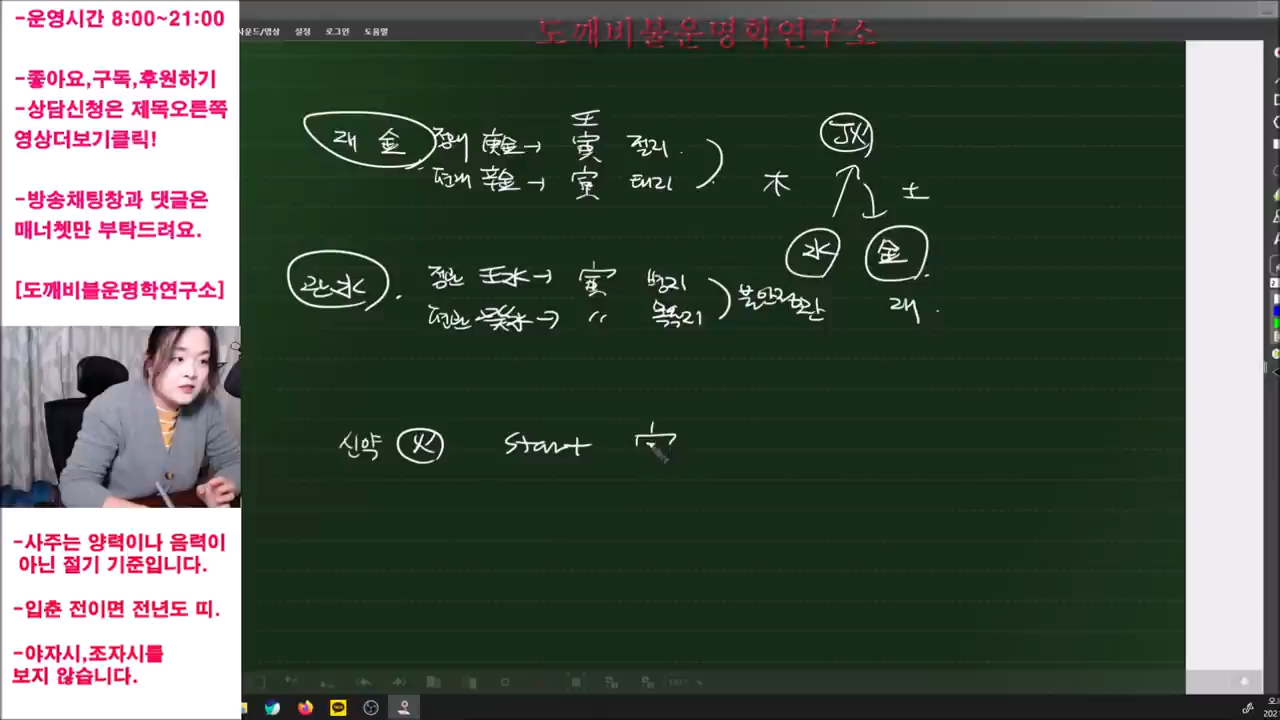 -운영시간 8:00~21:00
-좋아요,구독,후원하기
-상담신청은 제목오른쪽
영상더보기클릭!
-방송채팅창과 댓글은
매너쳇만 부탁드려요.
[도깨비불운명학연구소]
-사주는 양력이나 음력이
아닌 절기 기준입니다.
-입춘 전이면 전년도 띠.
-야자시,조자시를
보지 않습니다.
설정 로그인 도움말
도깨비불운명학연구소
재 金
정재 庚金→ 寅 절지
편재 辛金→ 寅 태지
木 土
水 金
재
관水
정관 壬水→ 寅 병지
편관 癸水→ 〃 목욕지
신약 火 start